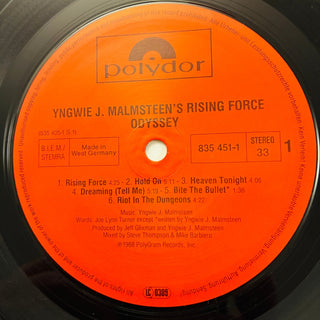 polydor
YNGWIE J. MALMSTEEN'S RISING FORCE
ODYSSEY
835 451-1 S 1)
B.I.E.M./
STEMRA
Made in
West Germany
835 451-1
STEREO
33
1
1. Rising Force 4:25 - 2. Hold On 5:11 - 3. Heaven Tonight 4:06
4. Dreaming (Tell Me) 5:19 - 5. Bite The Bullet* 1:36
6. Riot In The Dungeons 4:22
Music: Yngwie J. Malmsteen
Words: Joe Lynn Turner except *written by Yngwie J. Malmsteen
Produced by Jeff Glixman and Yngwie J. Malmsteen
Mixed by Steve Thompson & Mike Barbiero
℗ 1988 PolyGram Records, Inc.
LC 0309